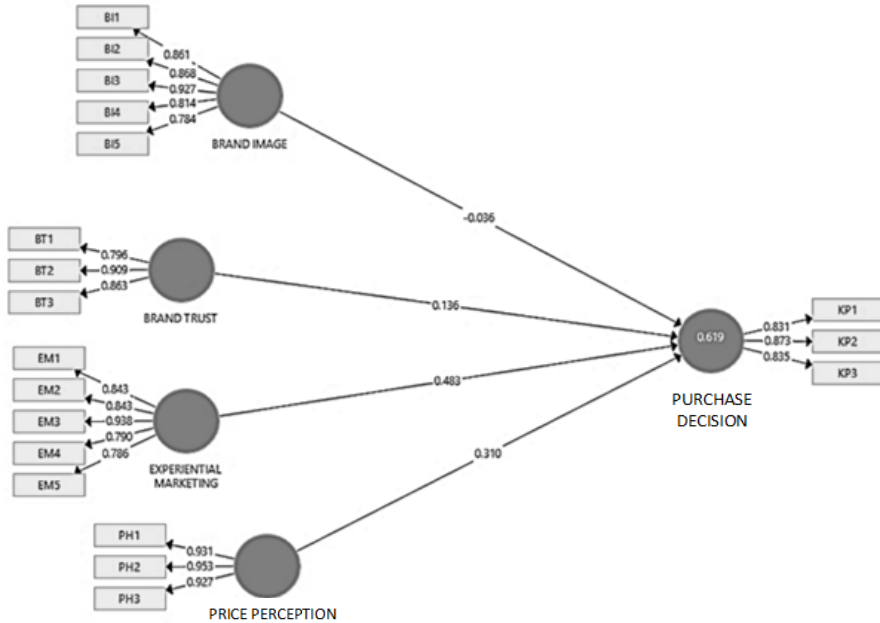 BI1
0.861
BI2
0.868
BI3
0.927
BI4
0.814
BI5
0.784
BRAND IMAGE
-0.036
BT1
0.796
BT2
0.909
BT3
0.863
BRAND TRUST
0.136
EM1
0.843
EM2
0.843
EM3
0.938
EM4
0.790
EM5
0.786
EXPERIENTIAL
MARKETING
0.483
PH1
0.931
PH2
0.953
PH3
0.927
PRICE PERCEPTION
0.310
0.619
PURCHASE
DECISION
0.831
KP1
0.873
KP2
0.835
KP3